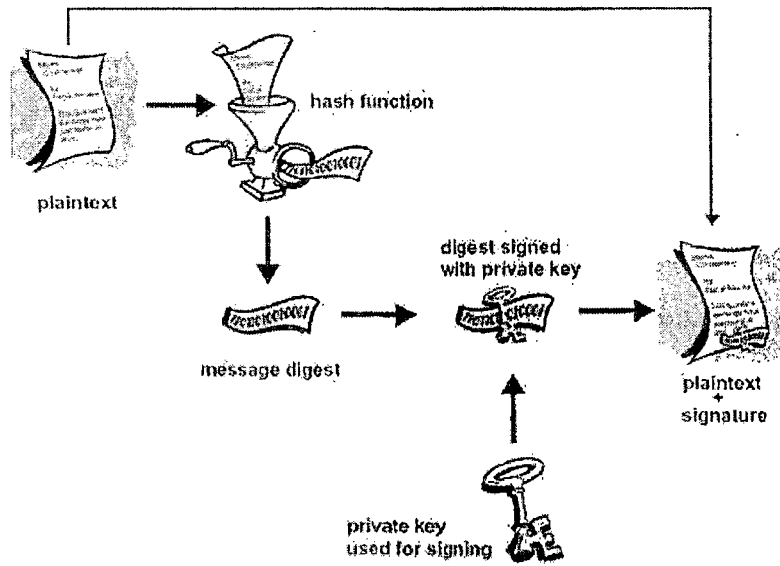 hash function
plaintext
digest signed
with private key
message digest
plaintext
+
signature
private key
used for signing